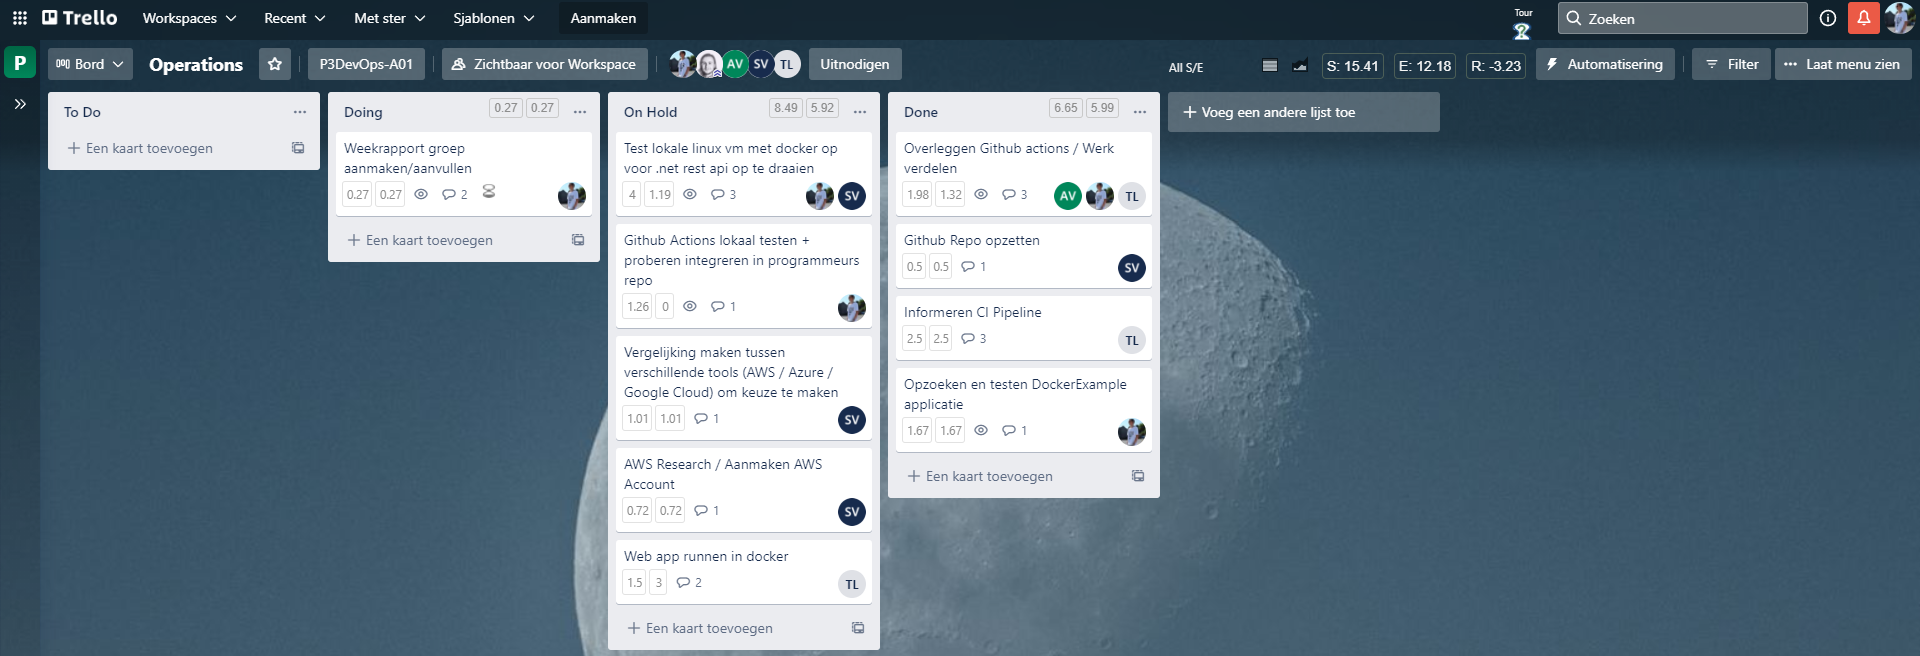 Trello
Workspaces
Recent
Met ster
Sjablonen
Aanmaken
Tour
Zoeken
P
Bord
Operations
P3DevOps-A01
Zichtbaar voor Workspace
AV
SV
TL
Uitnodigen
All S/E
S: 15.41
E: 12.18
R: -3.23
Automatisering
Filter
Laat menu zien
To Do
Een kaart toevoegen
Doing
0.27 0.27
Weekrapport groep
aanmaken/aanvullen
0.27 0.27 2
Een kaart toevoegen
On Hold
8.49 5.92
Test lokale linux vm met docker op
voor .net rest api op te draaien
4 1.19 3 SV
Github Actions lokaal testen +
proberen integreren in programmeurs
repo
1.26 0 1
Vergelijking maken tussen
verschillende tools (AWS / Azure /
Google Cloud) om keuze te maken
1.01 1.01 1 SV
AWS Research / Aanmaken AWS
Account
0.72 0.72 1 SV
Web app runnen in docker
1.5 3 2 TL
Een kaart toevoegen
Done
6.65 5.99
Overleggen Github actions / Werk
verdelen
1.98 1.32 3 AV TL
Github Repo opzetten
0.5 0.5 1 SV
Informeren CI Pipeline
2.5 2.5 3 TL
Opzoeken en testen DockerExample
applicatie
1.67 1.67 1
Een kaart toevoegen
Voeg een andere lijst toe